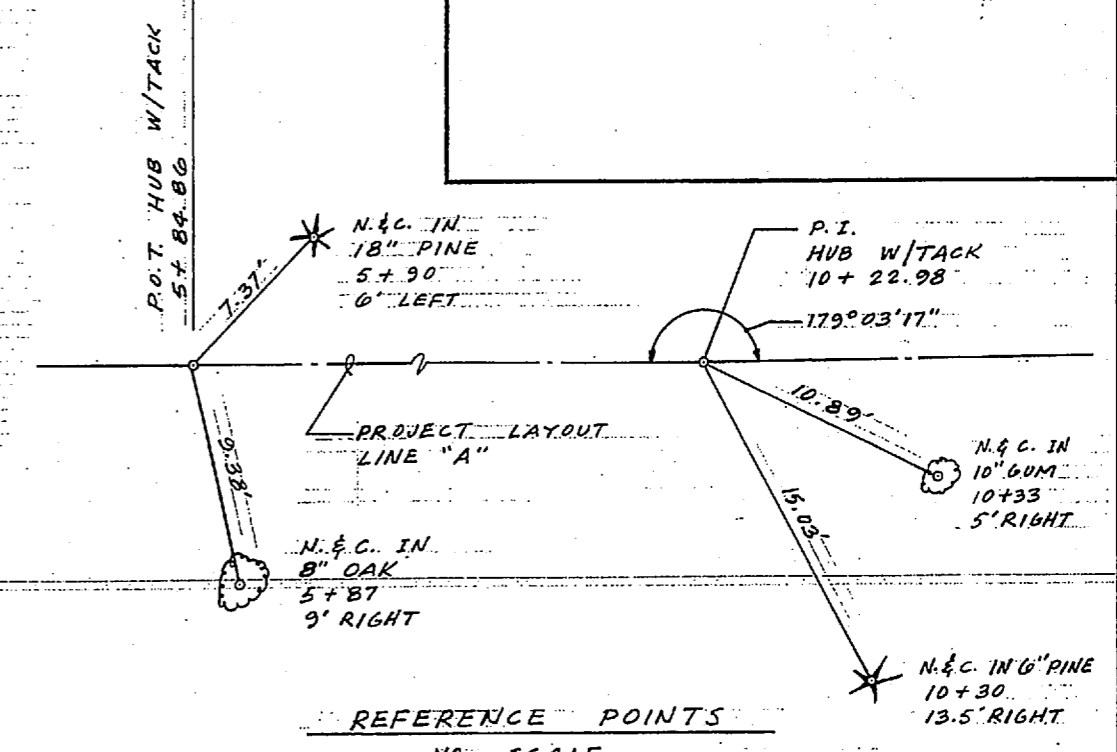 P.O.T. HUB W/TACK
5+84.86
7.37'
N.&C. IN
18" PINE
5+90
6' LEFT
P.I.
HUB W/TACK
10+22.98
179°03'17"
PROJECT LAYOUT
LINE "A"
9.38'
10.89'
15.03'
N.&C. IN
10" GUM
10+33
5' RIGHT
N.&C. IN
8" OAK
5+87
9' RIGHT
N.&C. IN 6" PINE
10+30
13.5' RIGHT
REFERENCE POINTS
NO SCALE